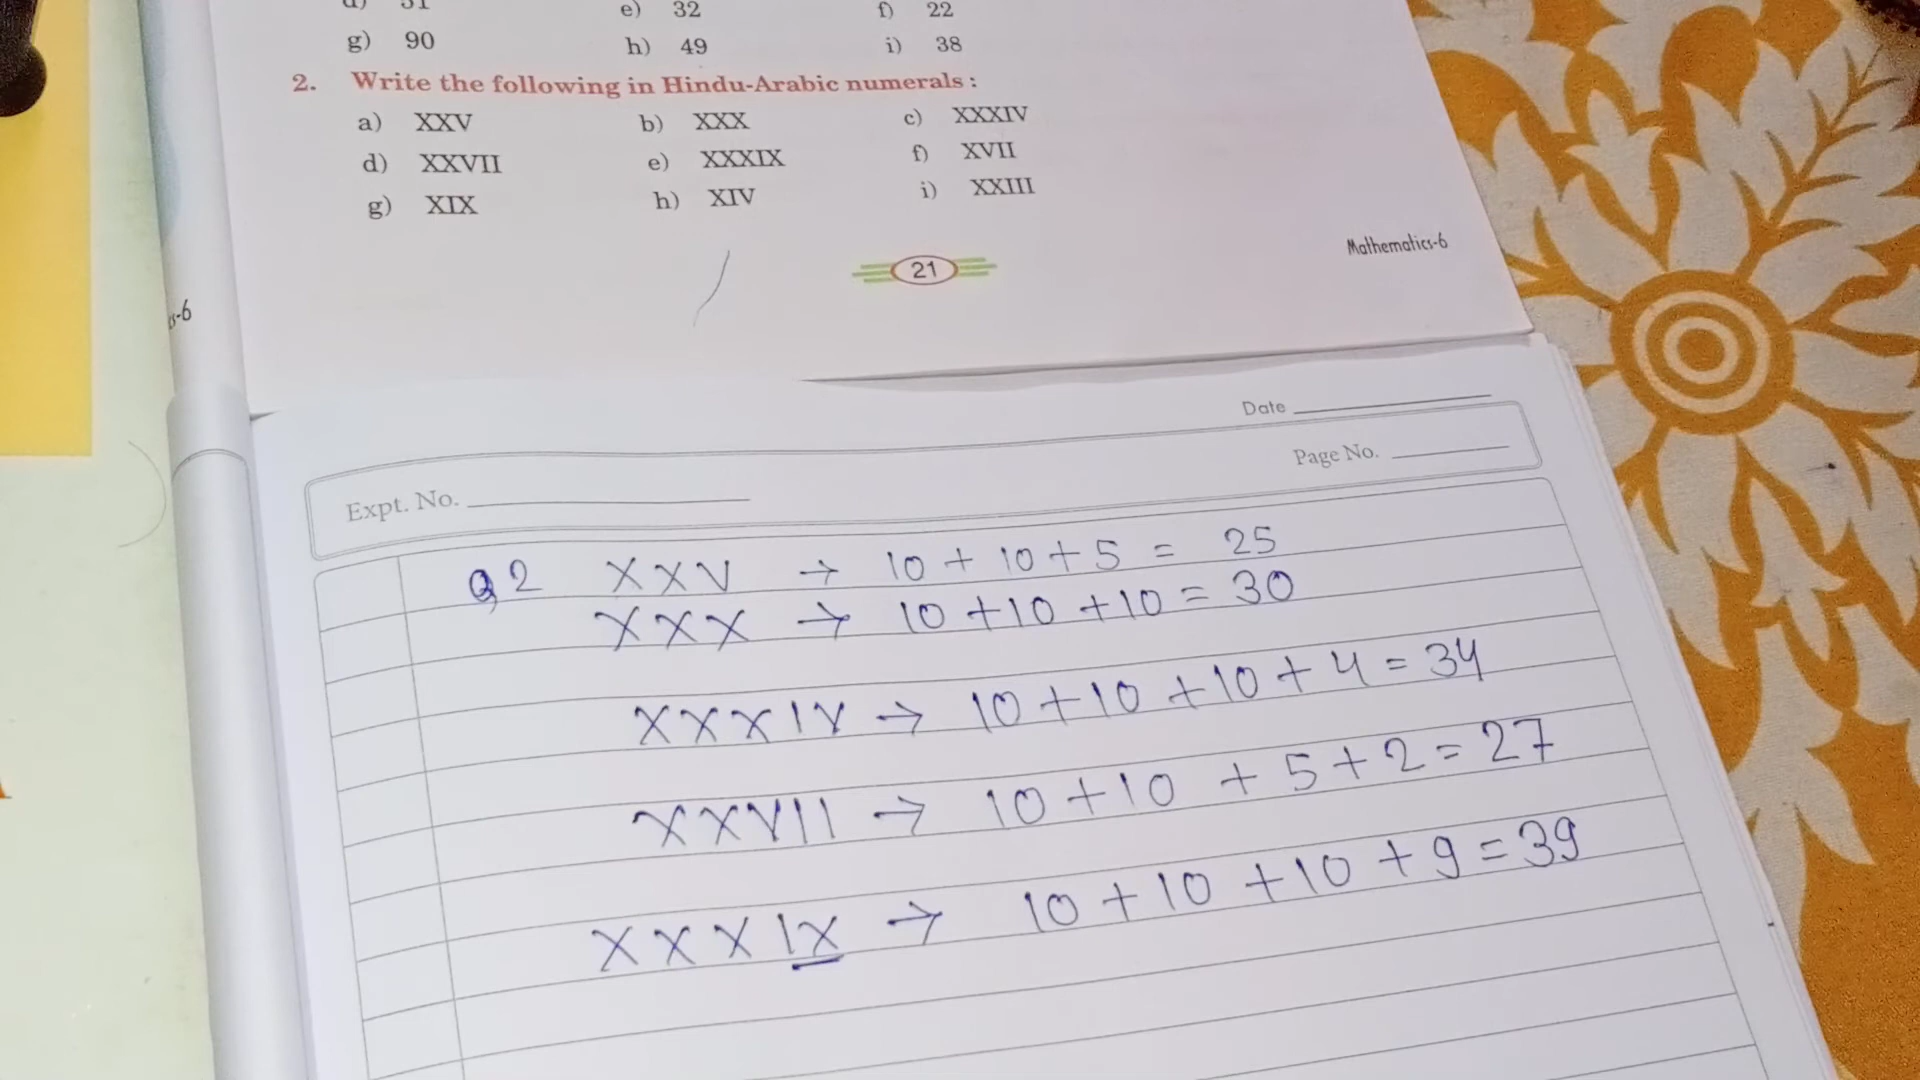 31 e) 32 f) 22
g) 90 h) 49 i) 38
2. Write the following in Hindu-Arabic numerals :
a) XXV b) XXX c) XXXIV
d) XXVII e) XXXIX f) XVII
g) XIX h) XIV i) XXIII
21
Mathematics-6
s-6
Date
Page No.
Expt. No.
Q2 XXV → 10 + 10 + 5 = 25
XXX → 10 + 10 + 10 = 30
XXXIV → 10 + 10 + 10 + 4 = 34
XXVII → 10 + 10 + 5 + 2 = 27
XXXIX → 10 + 10 + 10 + 9 = 39